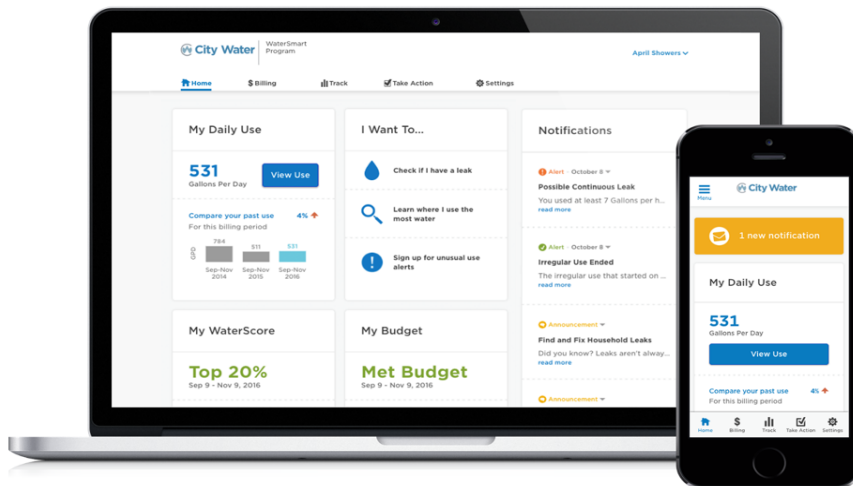 City Water
WaterSmart
Program
April Showers
Home
$ Billing
Track
Take Action
Settings
My Daily Use
531
Gallons Per Day
View Use
Compare your past use
4%
For this billing period
GPD
784
511
531
Sep-Nov
2014
Sep-Nov
2015
Sep-Nov
2016
I Want To...
Check if I have a leak
Learn where I use the
most water
Sign up for unusual use
alerts
Notifications
Alert - October 8
Possible Continuous Leak
You used at least 7 Gallons per h...
read more
Alert - October 8
Irregular Use Ended
The irregular use that started on ...
read more
Announcement
Find and Fix Household Leaks
Did you know? Leaks aren't alway...
read more
Announcement
My WaterScore
Top 20%
Sep 9 - Nov 9, 2016
My Budget
Met Budget
Sep 9 - Nov 9, 2016
Menu
City Water
1 new notification
My Daily Use
531
Gallons Per Day
View Use
Compare your past use
4%
For this billing period
Home
$
Billing
Track
Take Action
Settings